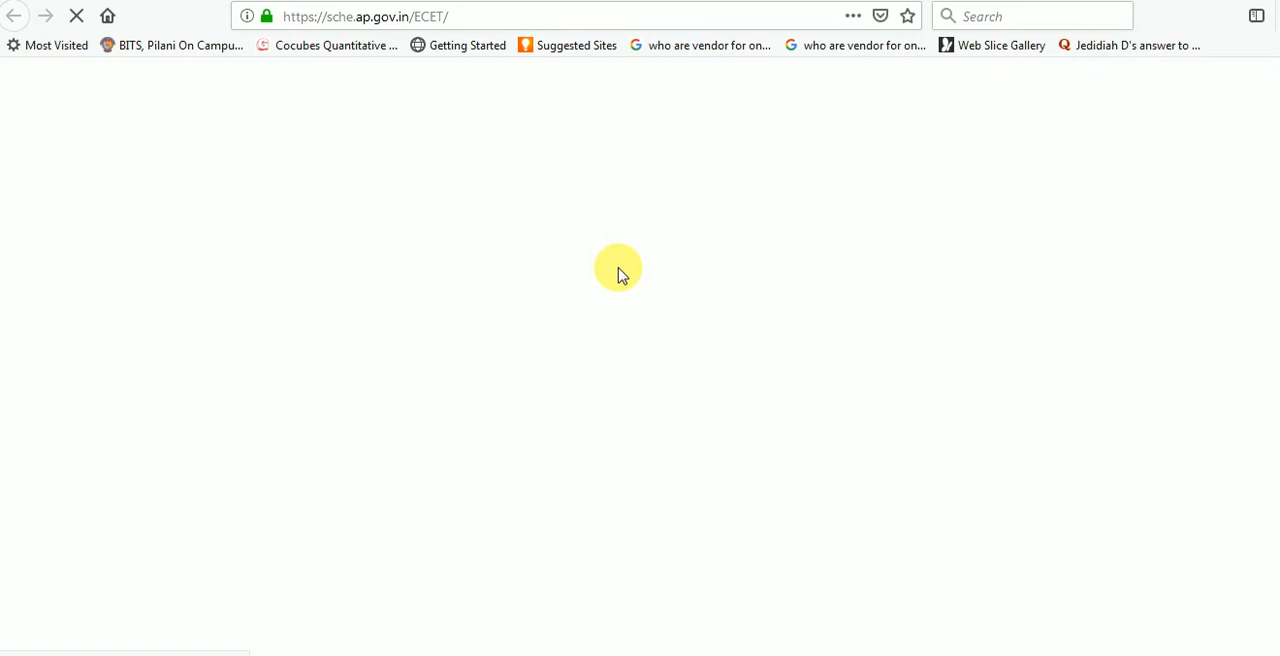 https://sche.ap.gov.in/ECET/
Search
Most Visited BITS, Pilani On Campu... Cocubes Quantitative ... Getting Started Suggested Sites who are vendor for on... who are vendor for on... Web Slice Gallery Jedidiah D's answer to ...